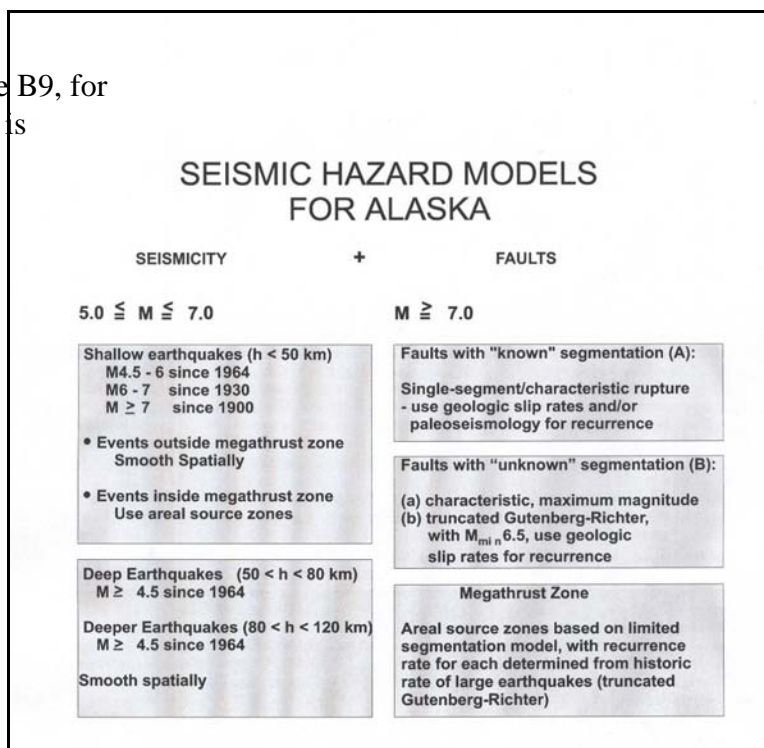 e B9, for
is
SEISMIC HAZARD MODELS
FOR ALASKA
SEISMICITY + FAULTS
5.0 ≦ M ≦ 7.0
M ≧ 7.0
Shallow earthquakes (h < 50 km)
M4.5 - 6 since 1964
M6 - 7 since 1930
M ≥ 7 since 1900
• Events outside megathrust zone
Smooth Spatially
• Events inside megathrust zone
Use areal source zones
Deep Earthquakes (50 < h < 80 km)
M ≥ 4.5 since 1964
Deeper Earthquakes (80 < h < 120 km)
M ≥ 4.5 since 1964
Smooth spatially
Faults with "known" segmentation (A):
Single-segment/characteristic rupture
- use geologic slip rates and/or
paleoseismology for recurrence
Faults with “unknown” segmentation (B):
(a) characteristic, maximum magnitude
(b) truncated Gutenberg-Richter,
with Mmin 6.5, use geologic
slip rates for recurrence
Megathrust Zone
Areal source zones based on limited
segmentation model, with recurrence
rate for each determined from historic
rate of large earthquakes (truncated
Gutenberg-Richter)